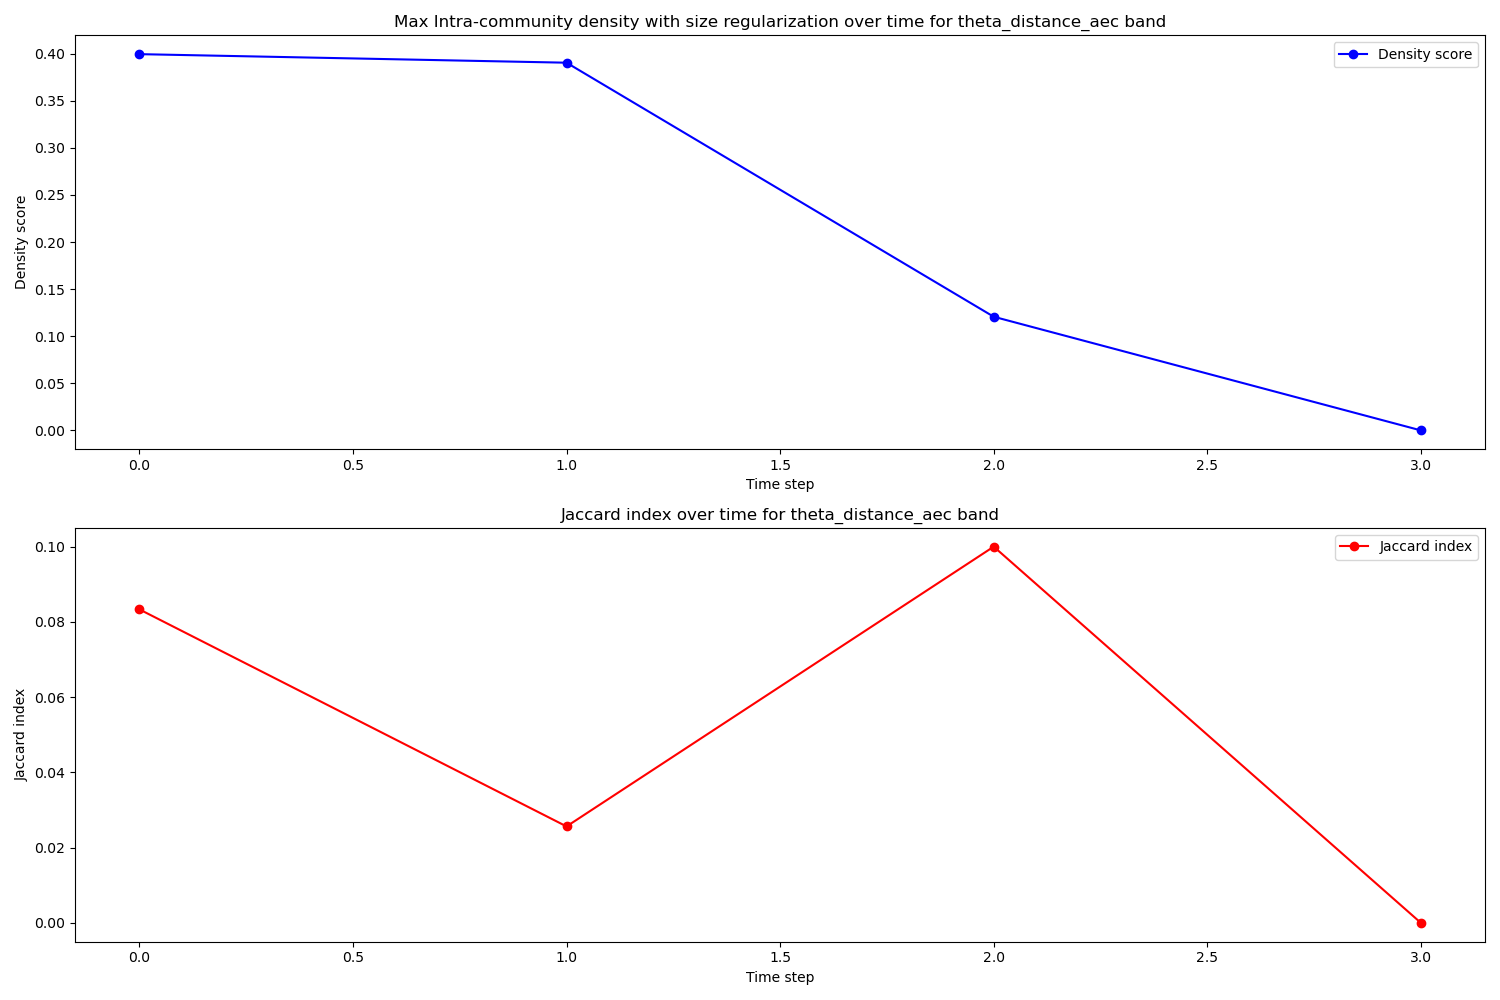 Max Intra-community density with size regularization over time for theta_distance_aec band
Density score
0.40
0.35
0.30
0.25
0.20
0.15
0.10
0.05
0.00
Density score
0.0 0.5 1.0 1.5 2.0 2.5 3.0
Time step
Jaccard index over time for theta_distance_aec band
Jaccard index
0.10
0.08
0.06
0.04
0.02
0.00
Jaccard index
0.0 0.5 1.0 1.5 2.0 2.5 3.0
Time step